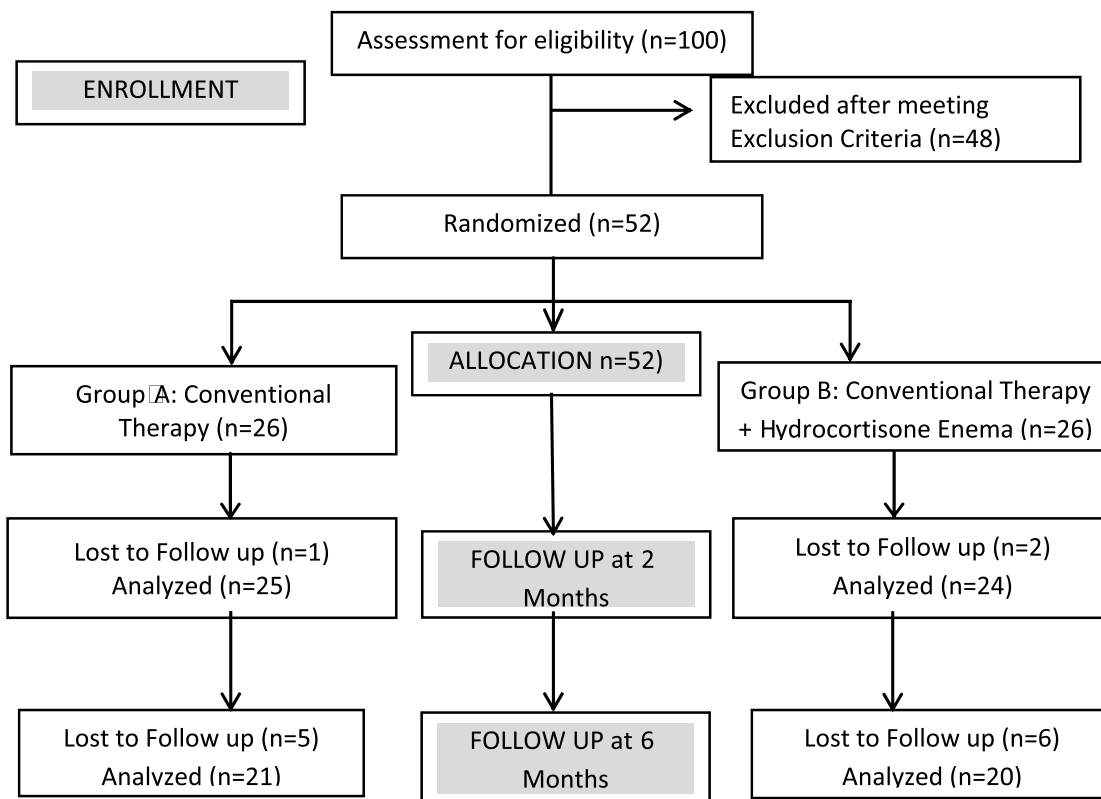 Assessment for eligibility (n=100)
ENROLLMENT
Excluded after meeting
Exclusion Criteria (n=48)
Randomized (n=52)
ALLOCATION n=52)
Group A: Conventional
Therapy (n=26)
Group B: Conventional Therapy
+ Hydrocortisone Enema (n=26)
Lost to Follow up (n=1)
Analyzed (n=25)
FOLLOW UP at 2
Months
Lost to Follow up (n=2)
Analyzed (n=24)
Lost to Follow up (n=5)
Analyzed (n=21)
FOLLOW UP at 6
Months
Lost to Follow up (n=6)
Analyzed (n=20)